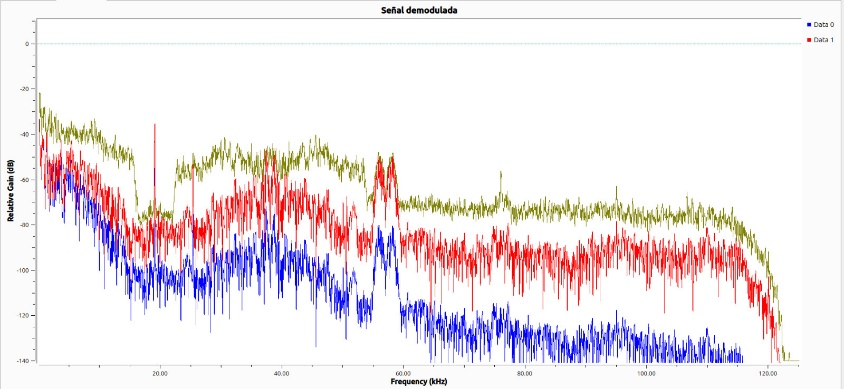 Señal demodulada
Data 0
Data 1
0
-20
-40
-60
-80
-100
-120
-140
Relative Gain (dB)
20.00
40.00
60.00
80.00
100.00
120.00
Frequency (kHz)